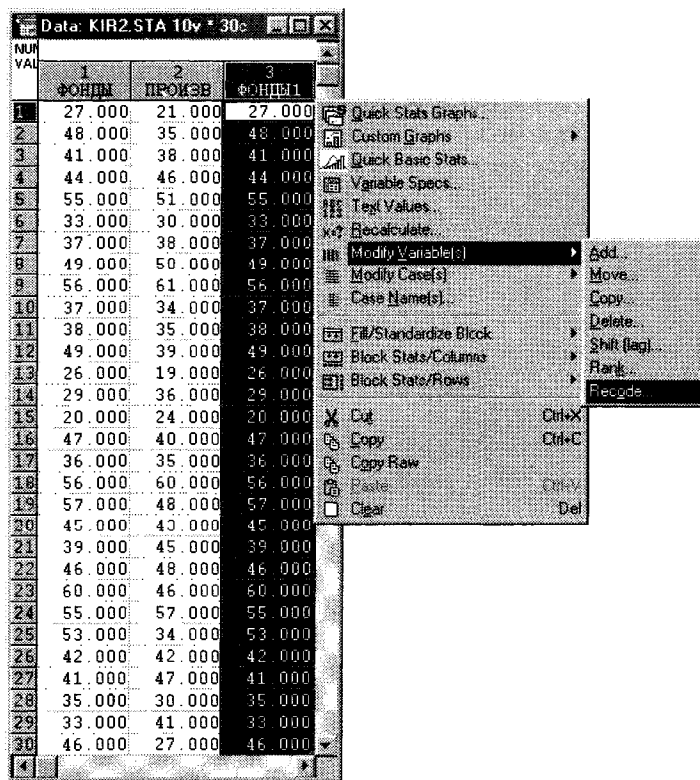 Data: KIR2.STA 10v * 30c
NUM
VAL
1 2 3
ФОНДЫ ПРОИЗВ ФОНДЫ1
1 27.000 21.000 27.000
2 48.000 35.000 48.000
3 41.000 38.000 41.000
4 44.000 46.000 44.000
5 55.000 51.000 55.000
6 33.000 30.000 33.000
7 37.000 38.000 37.000
8 49.000 50.000 49.000
9 56.000 61.000 56.000
10 37.000 34.000 37.000
11 38.000 35.000 38.000
12 49.000 39.000 49.000
13 26.000 19.000 26.000
14 29.000 36.000 29.000
15 20.000 24.000 20.000
16 47.000 40.000 47.000
17 36.000 35.000 36.000
18 56.000 60.000 56.000
19 57.000 48.000 57.000
20 45.000 43.000 45.000
21 39.000 45.000 39.000
22 46.000 48.000 46.000
23 60.000 46.000 60.000
24 55.000 57.000 55.000
25 53.000 34.000 53.000
26 42.000 42.000 42.000
27 41.000 47.000 41.000
28 35.000 30.000 35.000
29 33.000 41.000 33.000
30 46.000 27.000 46.000
Quick Stats Graphs...
Custom Graphs
Quick Basic Stats...
Variable Specs...
Text Values...
x=? Recalculate...
Modify Variable(s)
Modify Case(s)
Case Name(s)...
Fill/Standardize Block
Block Stats/Columns
Block Stats/Rows
Cut Ctrl+X
Copy Ctrl+C
Copy Raw
Paste Ctrl+V
Clear Del
Add...
Move...
Copy...
Delete...
Shift (lag)...
Rank...
Recode...